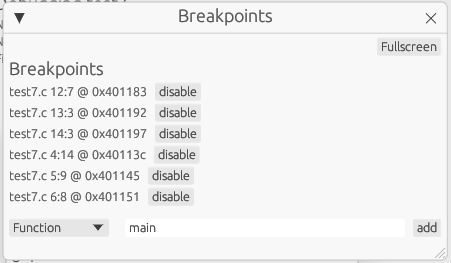 Breakpoints
Fullscreen
Breakpoints
test7.c 12:7 @ 0x401183 disable
test7.c 13:3 @ 0x401192 disable
test7.c 14:3 @ 0x401197 disable
test7.c 4:14 @ 0x40113c disable
test7.c 5:9 @ 0x401145 disable
test7.c 6:8 @ 0x401151 disable
Function main add